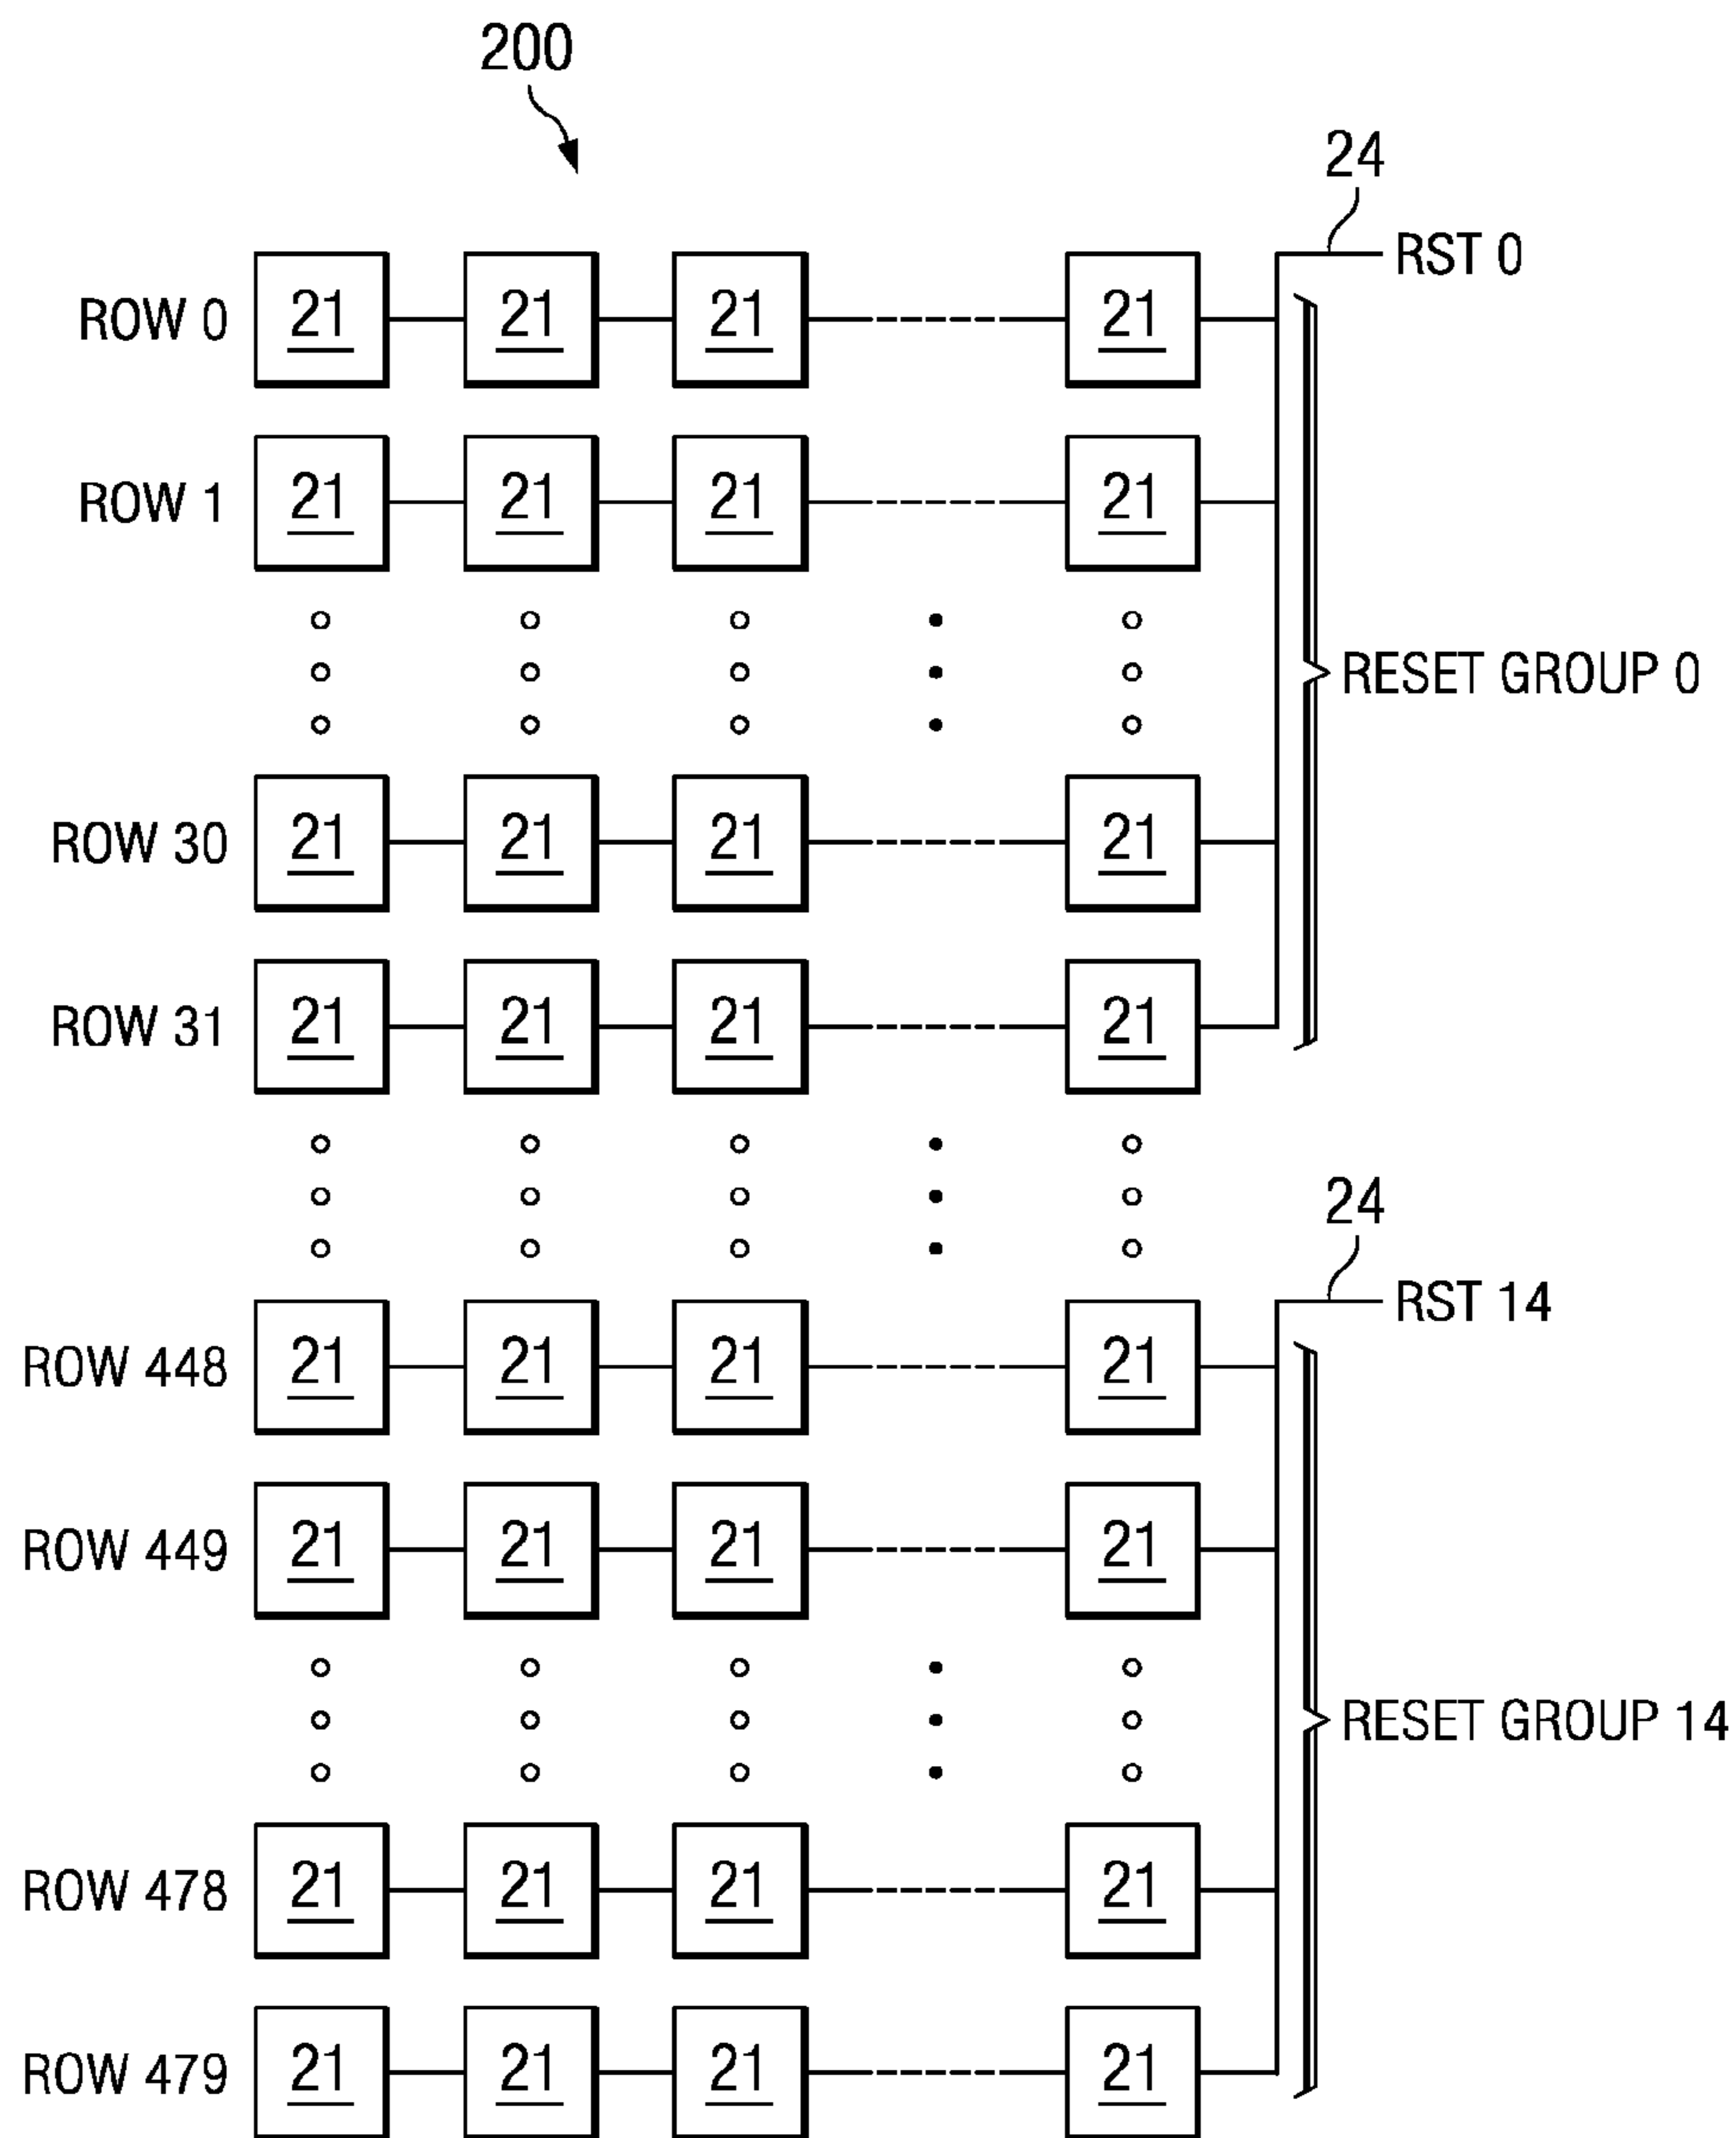 200
24
RST 0
ROW 0 21 21 21 21
ROW 1 21 21 21 21
RESET GROUP 0
ROW 30 21 21 21 21
ROW 31 21 21 21 21
24
RST 14
ROW 448 21 21 21 21
ROW 449 21 21 21 21
RESET GROUP 14
ROW 478 21 21 21 21
ROW 479 21 21 21 21